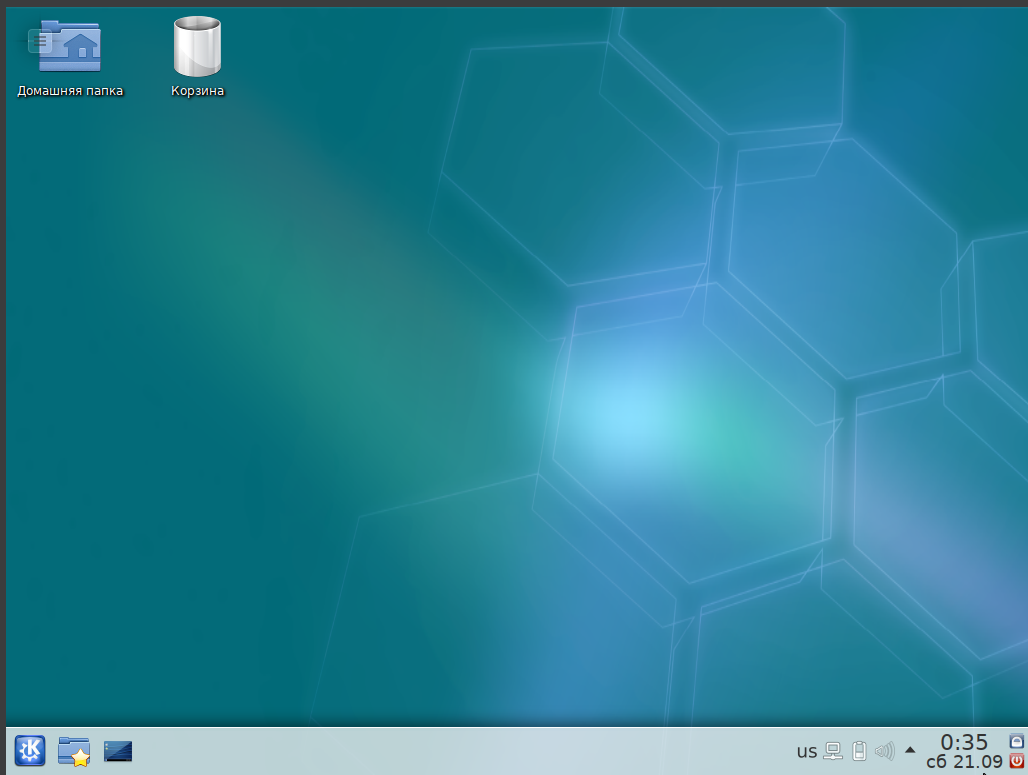 Домашняя папка
Корзина
us
0:35
сб 21.09